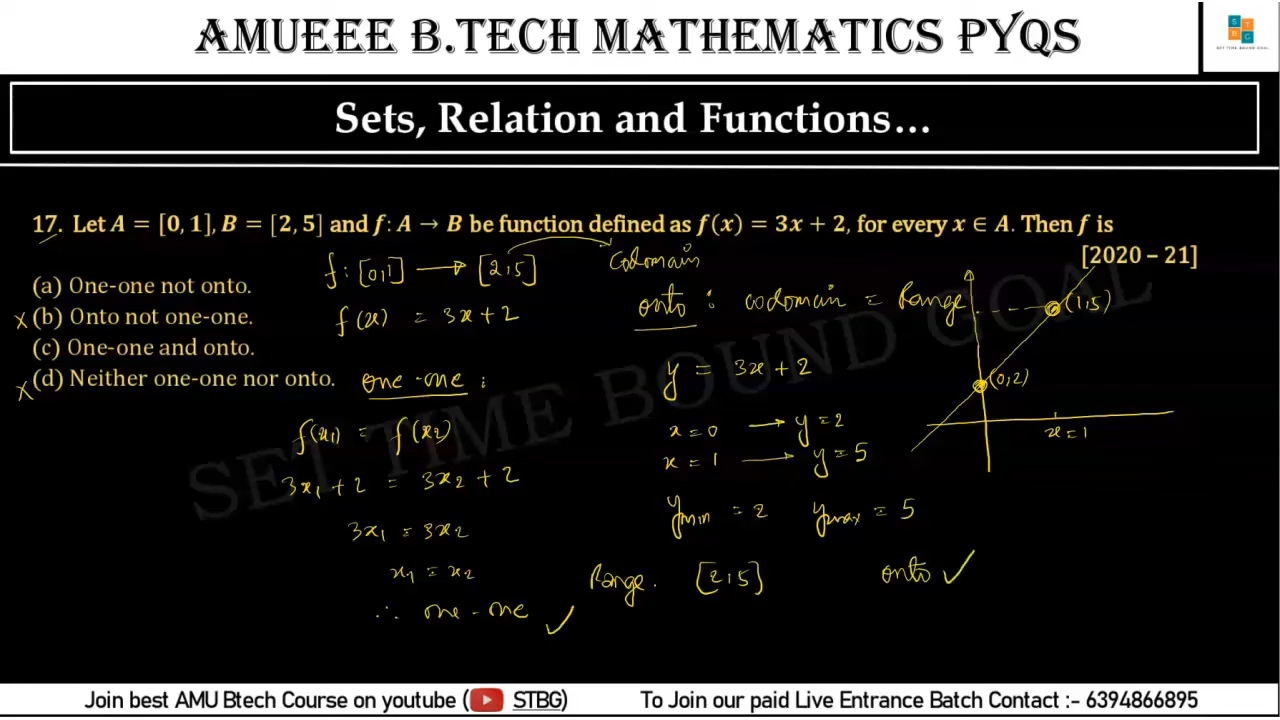 AMUEEE B.TECH MATHEMATICS PYQS
S T
B G
SET TIME BOUND GOAL
Sets, Relation and Functions…
17. Let A = [0, 1], B = [2, 5] and f: A → B be function defined as f(x) = 3x + 2, for every x ∈ A. Then f is
[2020 – 21]
(a) One-one not onto.
x (b) Onto not one-one.
(c) One-one and onto.
x (d) Neither one-one nor onto.
f : [0,1] → [2,5]
f(x) = 3x + 2
one-one :
f(x₁) = f(x₂)
3x₁ + 2 = 3x₂ + 2
3x₁ = 3x₂
x₁ = x₂
∴ one-one ✓
Codomain
onto : codomain = Range
y = 3x + 2
x = 0 → y = 2
x = 1 → y = 5
ymin = 2 ymax = 5
Range. [2,5] onto ✓
(1,5)
(0,2)
x = 1
SET TIME BOUND GOAL
Join best AMU Btech Course on youtube ( STBG) To Join our paid Live Entrance Batch Contact :- 6394866895